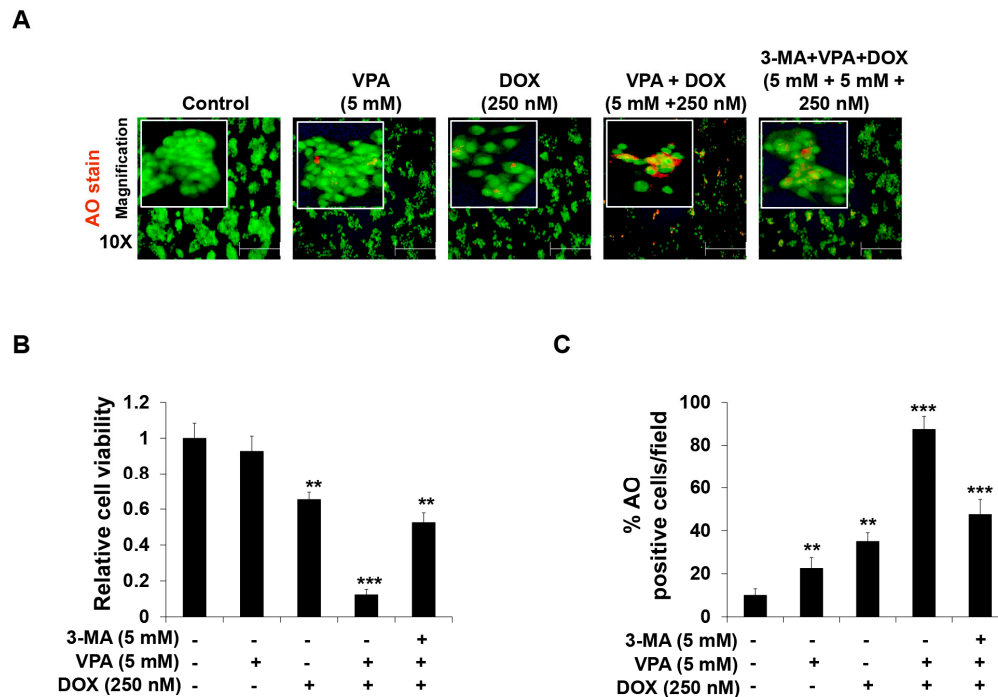 A
Control
VPA
(5 mM)
DOX
(250 nM)
VPA + DOX
(5 mM +250 nM)
3-MA+VPA+DOX
(5 mM + 5 mM +
250 nM)
AO stain
Magnification
10X
B
Relative cell viability
1.2
1
0.8
0.6
0.4
0.2
0
**
***
**
3-MA (5 mM) - - - - +
VPA (5 mM) - + - + +
DOX (250 nM) - - + + +
C
% AO
positive cells/field
100
80
60
40
20
0
**
**
***
***
3-MA (5 mM) - - - - +
VPA (5 mM) - + - + +
DOX (250 nM) - - + + +